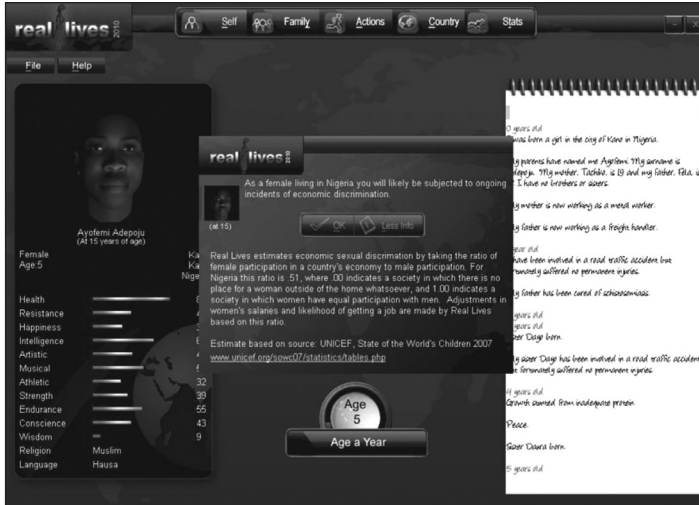 real lives 2010
Self Family Actions Country Stats
File Help
Ayofemi Adepoju
(At 15 years of age)
Female
Age:5
Health
Resistance
Happiness
Intelligence
Artistic
Musical
Athletic 32
Strength 39
Endurance 55
Conscience 43
Wisdom 9
Religion Muslim
Language Hausa
real lives 2010
(at 15)
As a female living in Nigeria you will likely be subjected to ongoing
incidents of economic discrimination.
OK Less Info
Real Lives estimates economic sexual discrimination by taking the ratio of
female participation in a country's economy to male participation. For
Nigeria this ratio is .51, where .00 indicates a society in which there is no
place for a woman outside of the home whatsoever, and 1.00 indicates a
society in which women have equal participation with men. Adjustments in
women's salaries and likelihood of getting a job are made by Real Lives
based on this ratio.
Estimate based on source: UNICEF, State of the World's Children 2007
www.unicef.org/sowc07/statistics/tables.php
Age
5
Age a Year
0 years old
was born a girl in the city of Kano in Nigeria.
y parents have named me Ayofemi. My surname is
depoju. My mother, Tachiko, is 19 and my father, Fela, is
I have no brothers or sisters.
y mother is now working as a metal worker.
y father is now working as a freight handler.
year old
have been involved in a road traffic accident but
rtunately suffered no permanent injuries.
y father has been cured of schistosomiasis.
years old
years old
ster Dayo born.
y sister Dayo has been involved in a road traffic accident
t fortunately suffered no permanent injuries.
4 years old
Growth stunted from inadequate protein.
Peace.
Sister Daura born.
5 years old